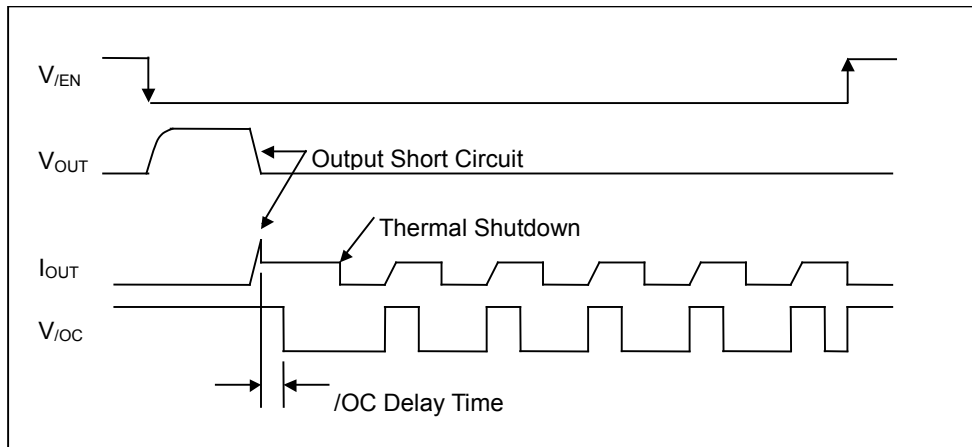 V/EN
VOUT
Output Short Circuit
Thermal Shutdown
IOUT
V/OC
/OC Delay Time